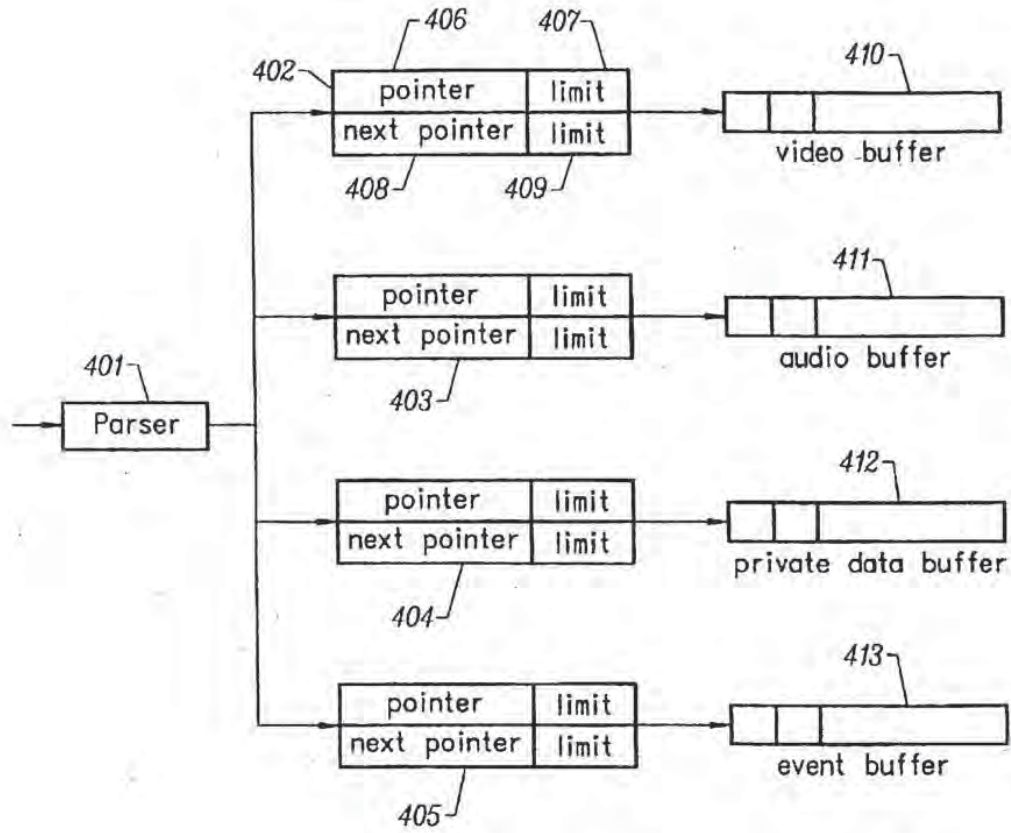 406
407
402
410
pointer limit
next pointer limit
video buffer
408
409
411
pointer limit
next pointer limit
audio buffer
401
403
Parser
412
pointer limit
next pointer limit
private data buffer
404
413
pointer limit
next pointer limit
event buffer
405